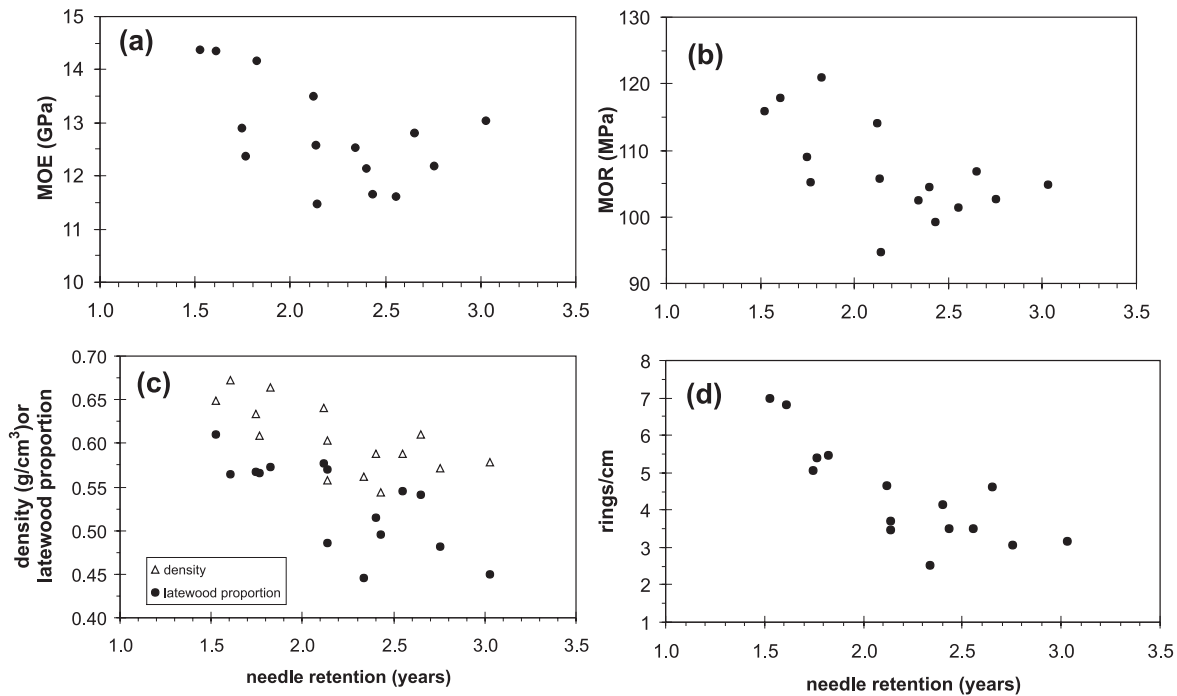 15
14
13
12
11
10
MOE (GPa)
(a)
1.0 1.5 2.0 2.5 3.0 3.5
130
120
110
100
90
MOR (MPa)
(b)
1.0 1.5 2.0 2.5 3.0 3.5
0.70
0.65
0.60
0.55
0.50
0.45
0.40
density (g/cm³)or
latewood proportion
(c)
density
latewood proportion
1.0 1.5 2.0 2.5 3.0 3.5
needle retention (years)
8
7
6
5
4
3
2
1
rings/cm
(d)
1.0 1.5 2.0 2.5 3.0 3.5
needle retention (years)